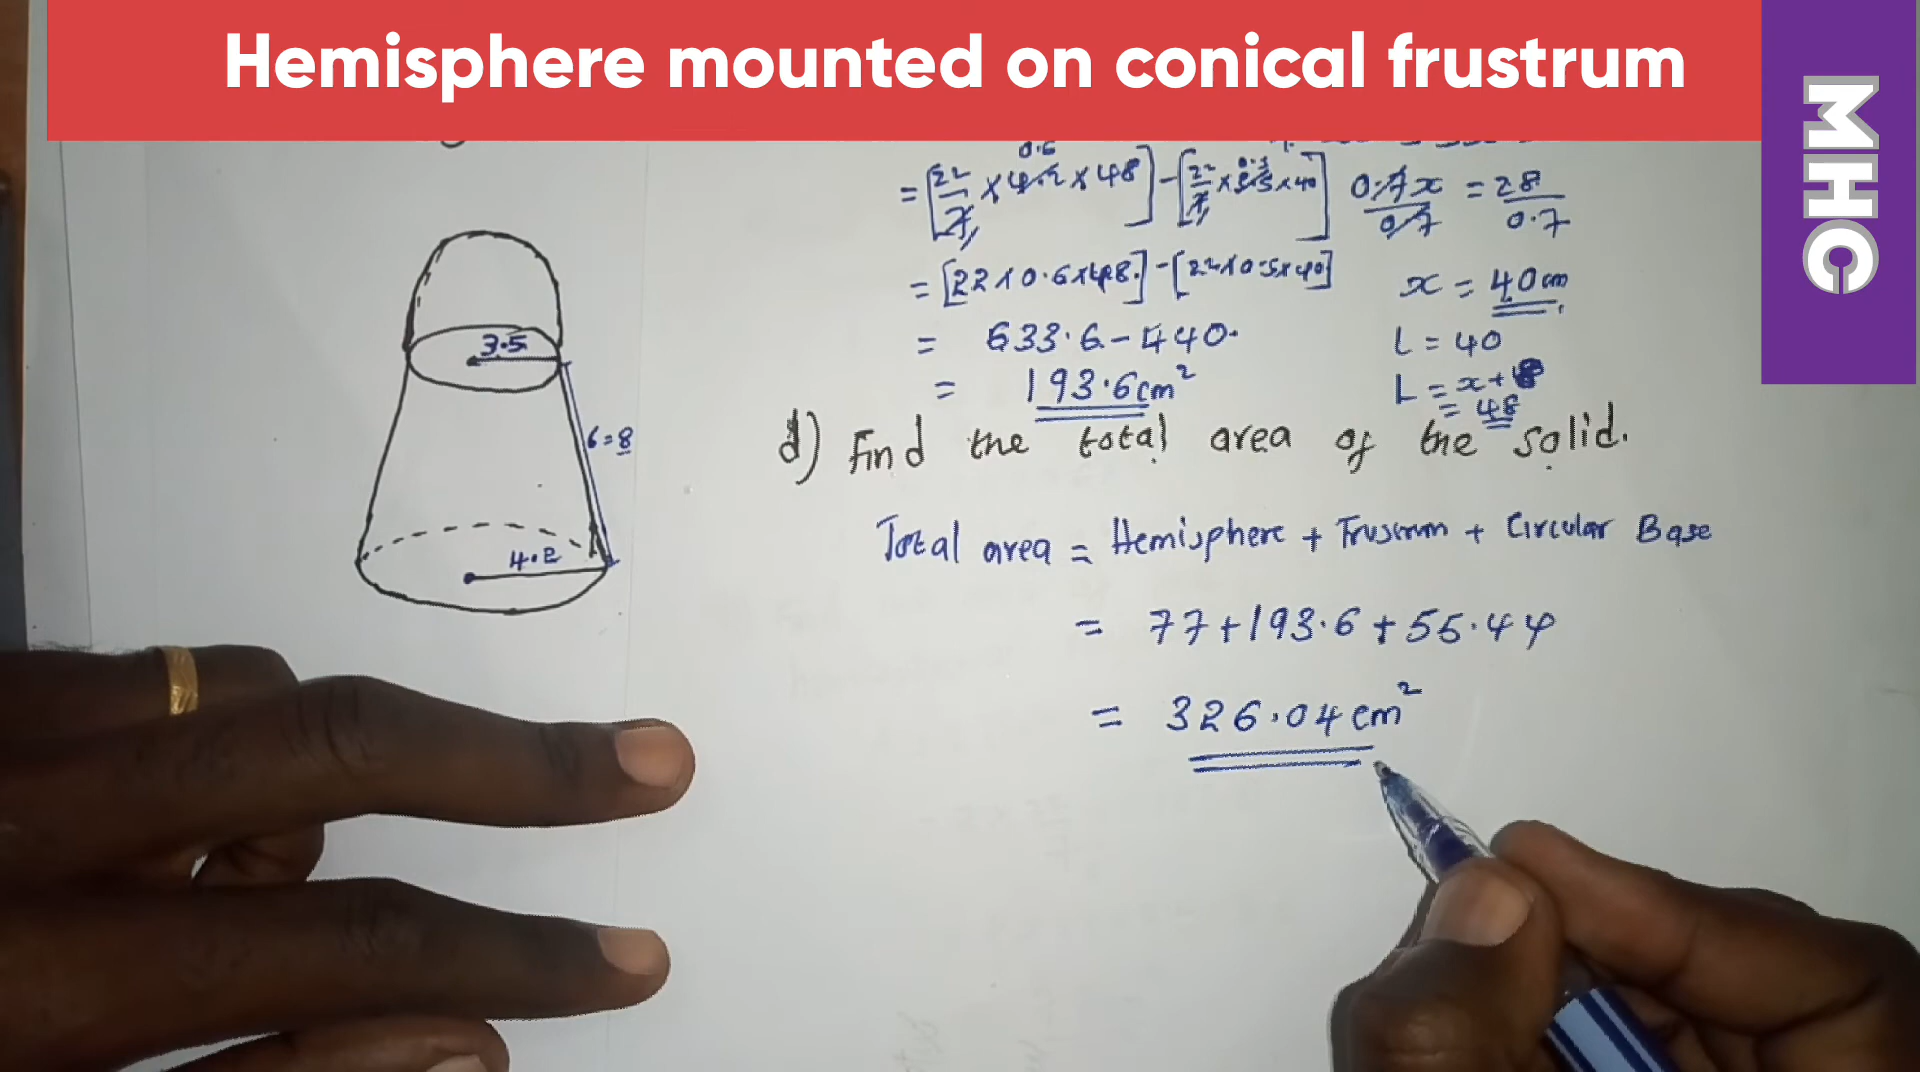 Hemisphere mounted on conical frustrum
MHC
0.6
= [22/7 × 4.2 × 48] - [22/7 × 3.5 × 40]
0.5
= [22 × 0.6 × 48] - [22 × 0.5 × 40]
= 633.6 - 440.
= 193.6cm²
0.7x/0.7 = 28/0.7
x = 40cm
l = 40
L = x + 8
= 48
3.5
6=8
4.2
d) Find the total area of the solid.
Total area = Hemisphere + Frustrum + Circular Base
= 77+193.6+55.44
= 326.04cm²